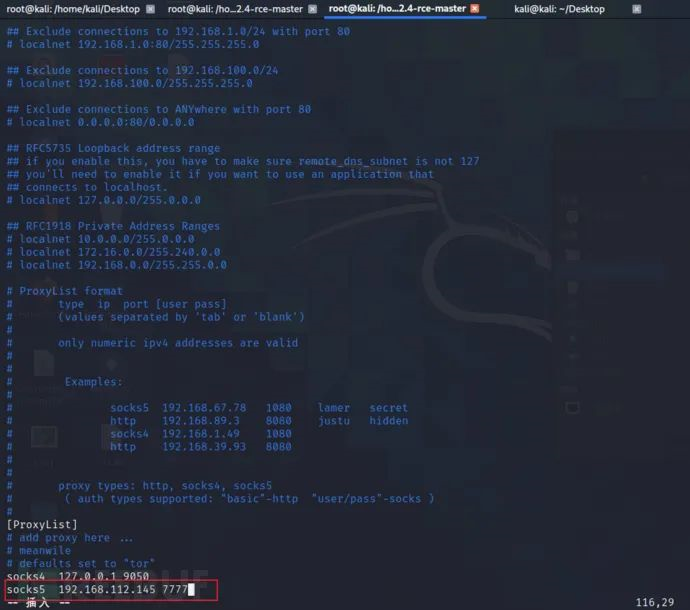 root@kali: /home/kali/Desktop
root@kali: /ho...2.4-rce-master
root@kali: /ho...2.4-rce-master
kali@kali: ~/Desktop
## Exclude connections to 192.168.1.0/24 with port 80
# localnet 192.168.1.0:80/255.255.255.0
## Exclude connections to 192.168.100.0/24
# localnet 192.168.100.0/255.255.255.0
## Exclude connections to ANYwhere with port 80
# localnet 0.0.0.0:80/0.0.0.0
## RFC5735 Loopback address range
## if you enable this, you have to make sure remote_dns_subnet is not 127
## you'll need to enable it if you want to use an application that
## connects to localhost.
# localnet 127.0.0.0/255.0.0.0
## RFC1918 Private Address Ranges
# localnet 10.0.0.0/255.0.0.0
# localnet 172.16.0.0/255.240.0.0
# localnet 192.168.0.0/255.255.0.0
# ProxyList format
#       type  ip  port [user pass]
#       (values separated by 'tab' or 'blank')
#
#       only numeric ipv4 addresses are valid
#
#
#        Examples:
#
#               socks5  192.168.67.78   1080    lamer   secret
#               http    192.168.89.3    8080    justu   hidden
#               socks4  192.168.1.49    1080
#               http    192.168.39.93   8080
#
#
#       proxy types: http, socks4, socks5
#        ( auth types supported: "basic"-http  "user/pass"-socks )
#
[ProxyList]
# add proxy here ...
# meanwile
# defaults set to "tor"
socks4  127.0.0.1 9050
socks5  192.168.112.145 7777
-- 插入 --
116,29